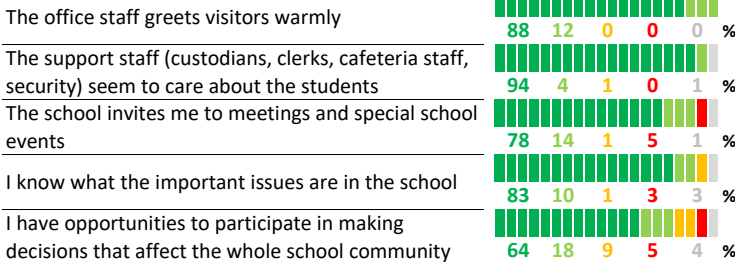 The office staff greets visitors warmly
88 12 0 0 0 %
The support staff (custodians, clerks, cafeteria staff,
security) seem to care about the students
94 4 1 0 1 %
The school invites me to meetings and special school
events
78 14 1 5 1 %
I know what the important issues are in the school
83 10 1 3 3 %
I have opportunities to participate in making
decisions that affect the whole school community
64 18 9 5 4 %